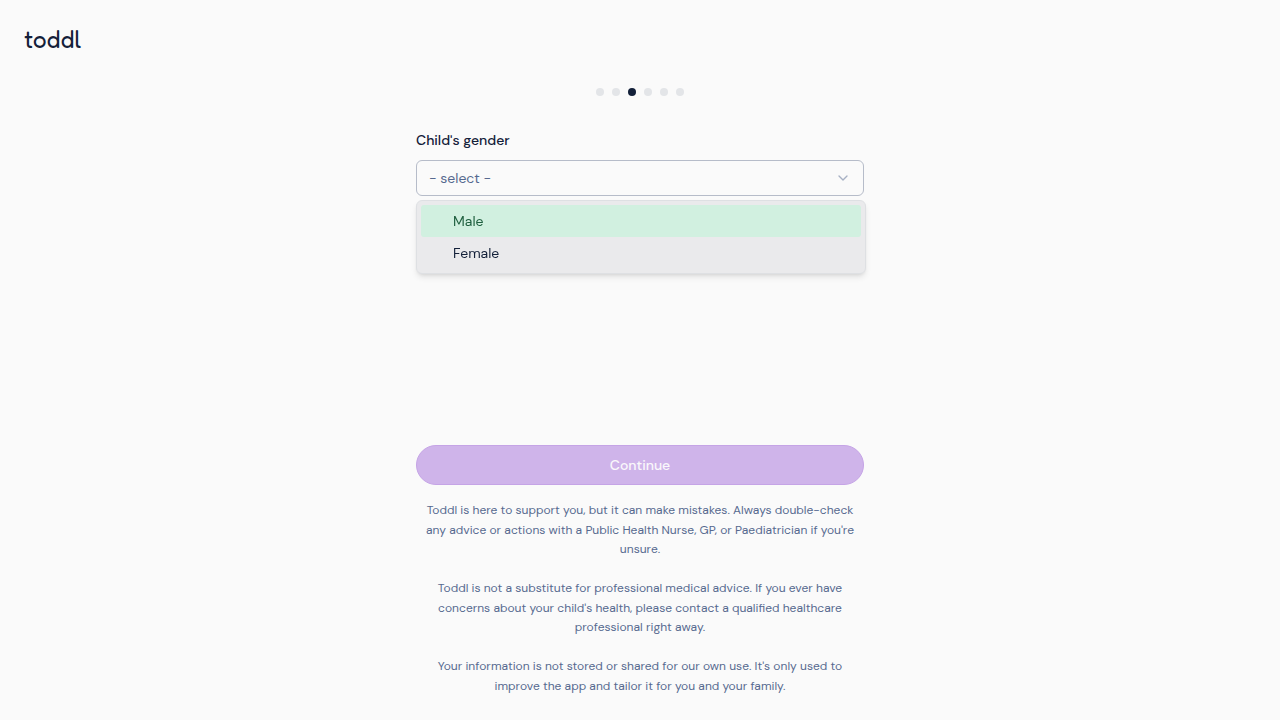 toddl
Child's gender
- select -
Male
Female
Continue
Toddl is here to support you, but it can make mistakes. Always double-check
any advice or actions with a Public Health Nurse, GP, or Paediatrician if you're
unsure.
Toddl is not a substitute for professional medical advice. If you ever have
concerns about your child's health, please contact a qualified healthcare
professional right away.
Your information is not stored or shared for our own use. It's only used to
improve the app and tailor it for you and your family.